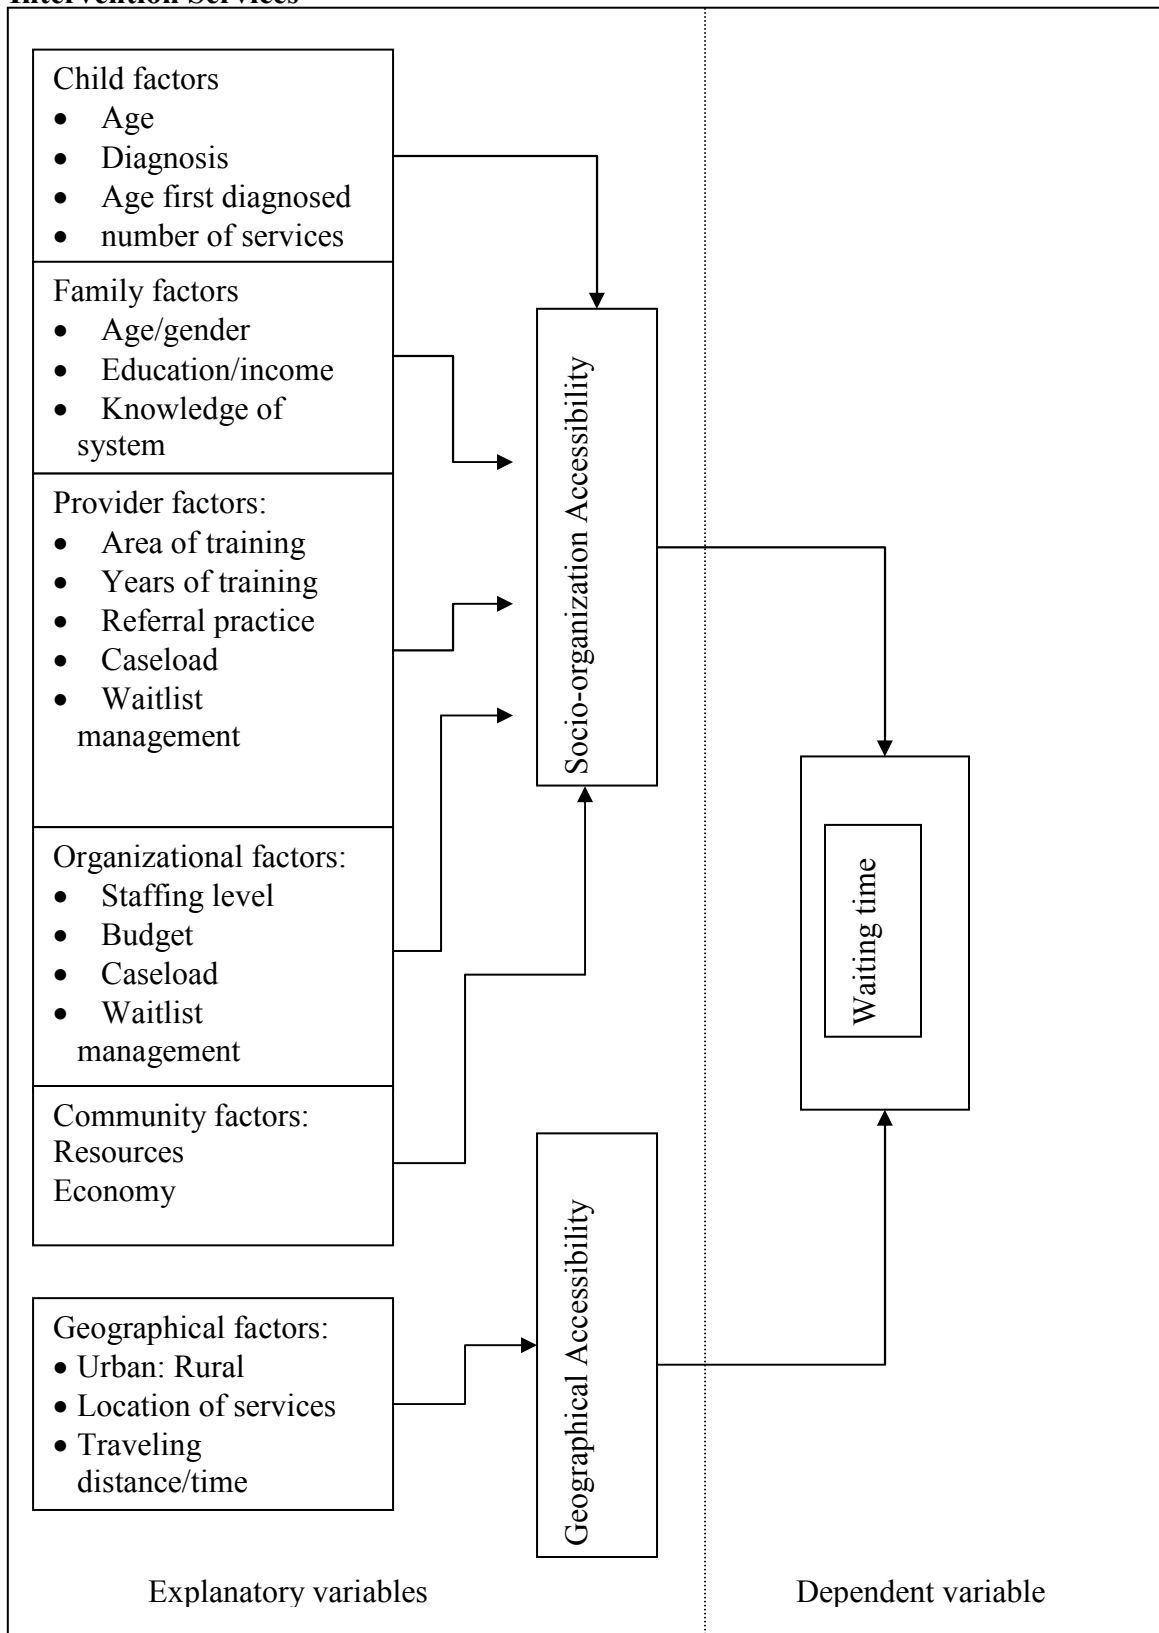 Intervention Services
Child factors
• Age
• Diagnosis
• Age first diagnosed
• number of services
Family factors
• Age/gender
• Education/income
• Knowledge of
system
Provider factors:
• Area of training
• Years of training
• Referral practice
• Caseload
• Waitlist
management
Organizational factors:
• Staffing level
• Budget
• Caseload
• Waitlist
management
Community factors:
Resources
Economy
Geographical factors:
• Urban: Rural
• Location of services
• Traveling
distance/time
Socio-organization Accessibility
Geographical Accessibility
Waiting time
Explanatory variables
Dependent variable